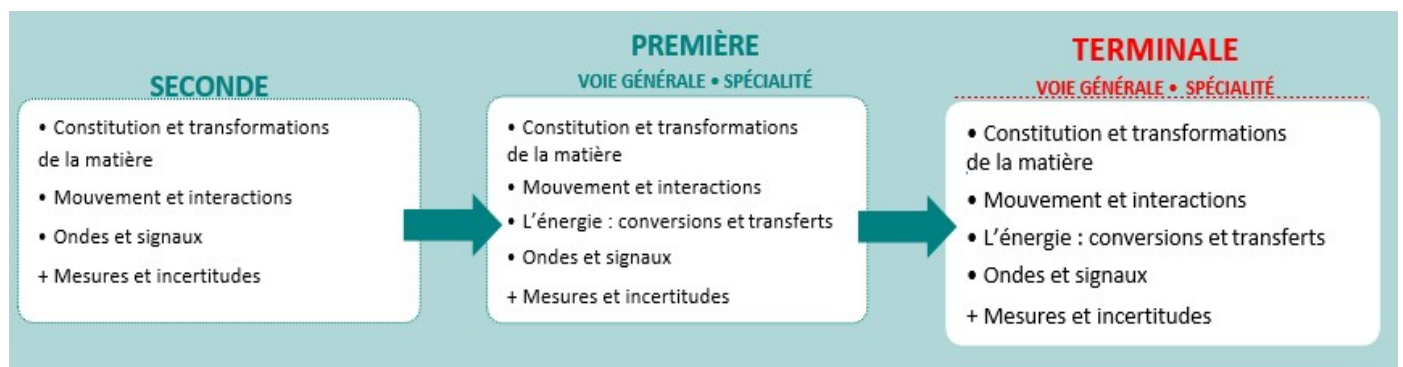 SECONDE
• Constitution et transformations
de la matière
• Mouvement et interactions
• Ondes et signaux
+ Mesures et incertitudes
PREMIÈRE
VOIE GÉNÉRALE • SPÉCIALITÉ
• Constitution et transformations
de la matière
• Mouvement et interactions
• L’énergie : conversions et transferts
• Ondes et signaux
+ Mesures et incertitudes
TERMINALE
VOIE GÉNÉRALE • SPÉCIALITÉ
• Constitution et transformations
de la matière
• Mouvement et interactions
• L’énergie : conversions et transferts
• Ondes et signaux
+ Mesures et incertitudes